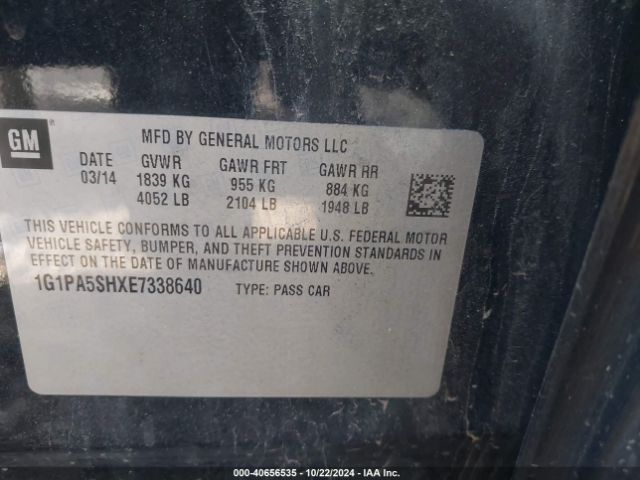 GM ®
MFD BY GENERAL MOTORS LLC
DATE GVWR GAWR FRT GAWR RR
03/14 1839 KG 955 KG 884 KG
4052 LB 2104 LB 1948 LB
THIS VEHICLE CONFORMS TO ALL APPLICABLE U.S. FEDERAL MOTOR
VEHICLE SAFETY, BUMPER, AND THEFT PREVENTION STANDARDS IN
EFFECT ON THE DATE OF MANUFACTURE SHOWN ABOVE.
1G1PA5SHXE7338640 TYPE: PASS CAR
000-40656535 - 10/22/2024 - IAA Inc.